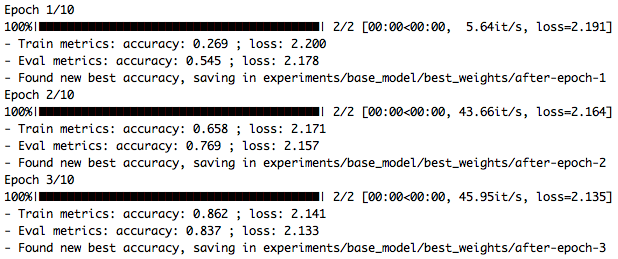 Epoch 1/10
100%|██████████| 2/2 [00:00<00:00, 5.64it/s, loss=2.191]
- Train metrics: accuracy: 0.269 ; loss: 2.200
- Eval metrics: accuracy: 0.545 ; loss: 2.178
- Found new best accuracy, saving in experiments/base_model/best_weights/after-epoch-1
Epoch 2/10
100%|██████████| 2/2 [00:00<00:00, 43.66it/s, loss=2.164]
- Train metrics: accuracy: 0.658 ; loss: 2.171
- Eval metrics: accuracy: 0.769 ; loss: 2.157
- Found new best accuracy, saving in experiments/base_model/best_weights/after-epoch-2
Epoch 3/10
100%|██████████| 2/2 [00:00<00:00, 45.95it/s, loss=2.135]
- Train metrics: accuracy: 0.862 ; loss: 2.141
- Eval metrics: accuracy: 0.837 ; loss: 2.133
- Found new best accuracy, saving in experiments/base_model/best_weights/after-epoch-3